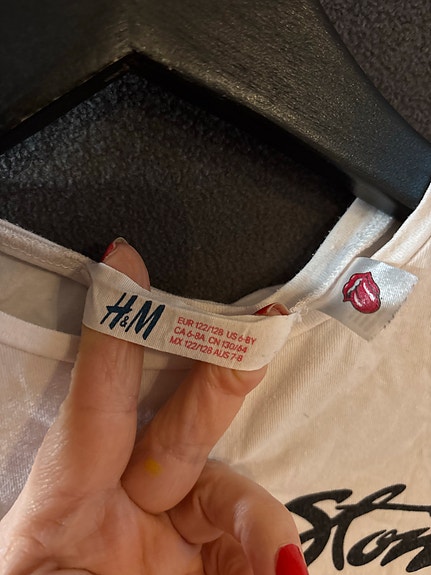 H&M
EUR 122/128 US 6-8Y
CA 6-8A CN 130/64
MX 122/128 AUS 7-8
Ston